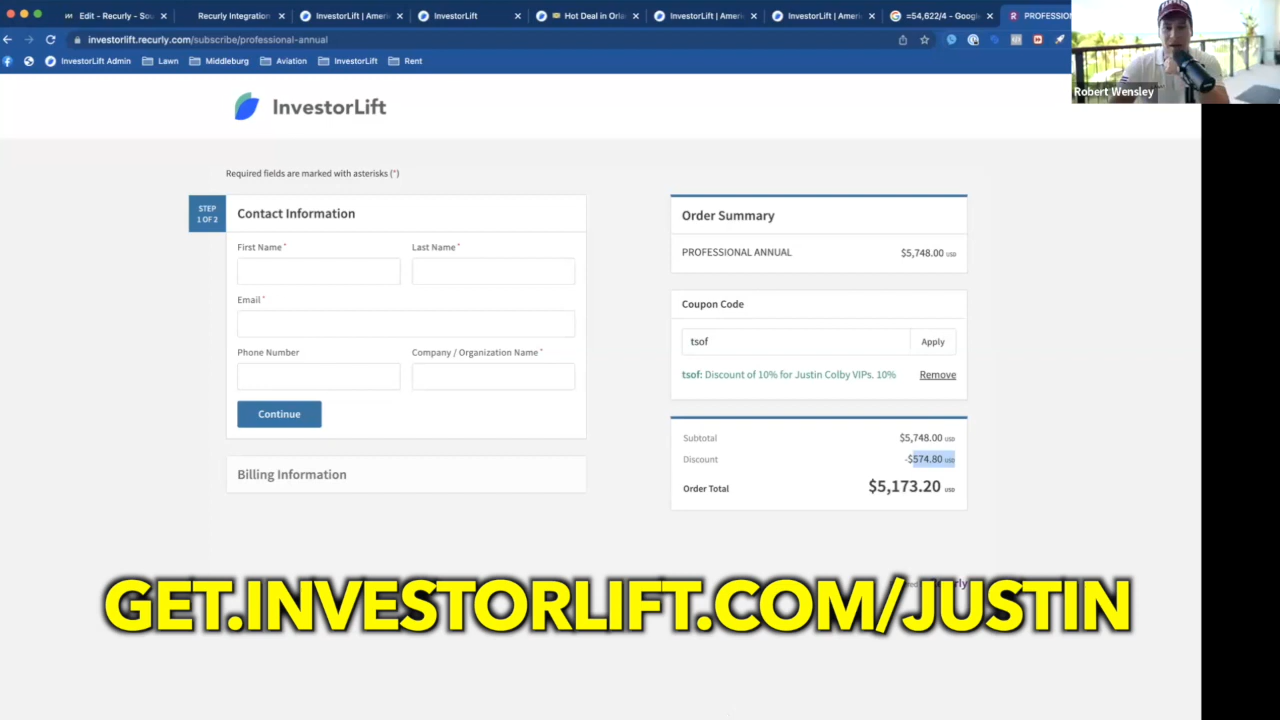 Edit - Recurly - Sou
Recurly Integration
InvestorLift | Ameri
InvestorLift
Hot Deal in Orla
InvestorLift | Ameri
InvestorLift | Ameri
=54,622/4 - Google
PROFESSION
investorlift.recurly.com/subscribe/professional-annual
InvestorLift Admin
Lawn
Middleburg
Aviation
InvestorLift
Rent
Robert Wensley
InvestorLift
Required fields are marked with asterisks (*)
STEP
1 OF 2
Contact Information
First Name *
Last Name *
Email *
Phone Number
Company / Organization Name *
Continue
Billing Information
Order Summary
PROFESSIONAL ANNUAL $5,748.00 USD
Coupon Code
tsof
Apply
tsof: Discount of 10% for Justin Colby VIPs. 10%
Remove
Subtotal $5,748.00 USD
Discount -$574.80 USD
Order Total $5,173.20 USD
GET.INVESTORLIFT.COM/JUSTIN